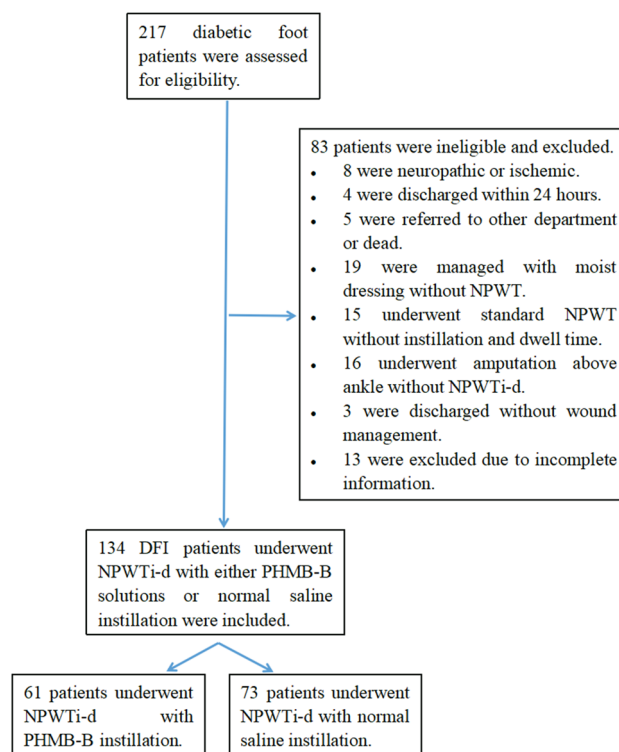 217 diabetic foot
patients were assessed
for eligibility.
83 patients were ineligible and excluded.
• 8 were neuropathic or ischemic.
• 4 were discharged within 24 hours.
• 5 were referred to other department
or dead.
• 19 were managed with moist
dressing without NPWT.
• 15 underwent standard NPWT
without instillation and dwell time.
• 16 underwent amputation above
ankle without NPWTi-d.
• 3 were discharged without wound
management.
• 13 were excluded due to incomplete
information.
134 DFI patients underwent
NPWTi-d with either PHMB-B
solutions or normal saline
instillation were included.
61 patients underwent
NPWTi-d with
PHMB-B instillation.
73 patients underwent
NPWTi-d with normal
saline instillation.